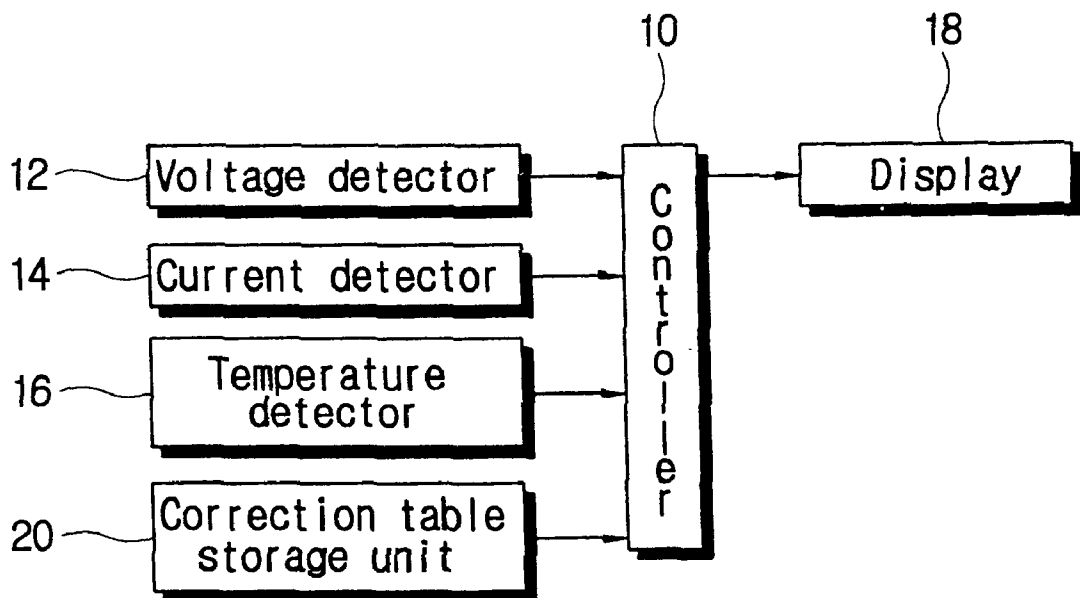 10
18
12
Voltage detector
Controller
Display
14
Current detector
16
Temperature
detector
20
Correction table
storage unit